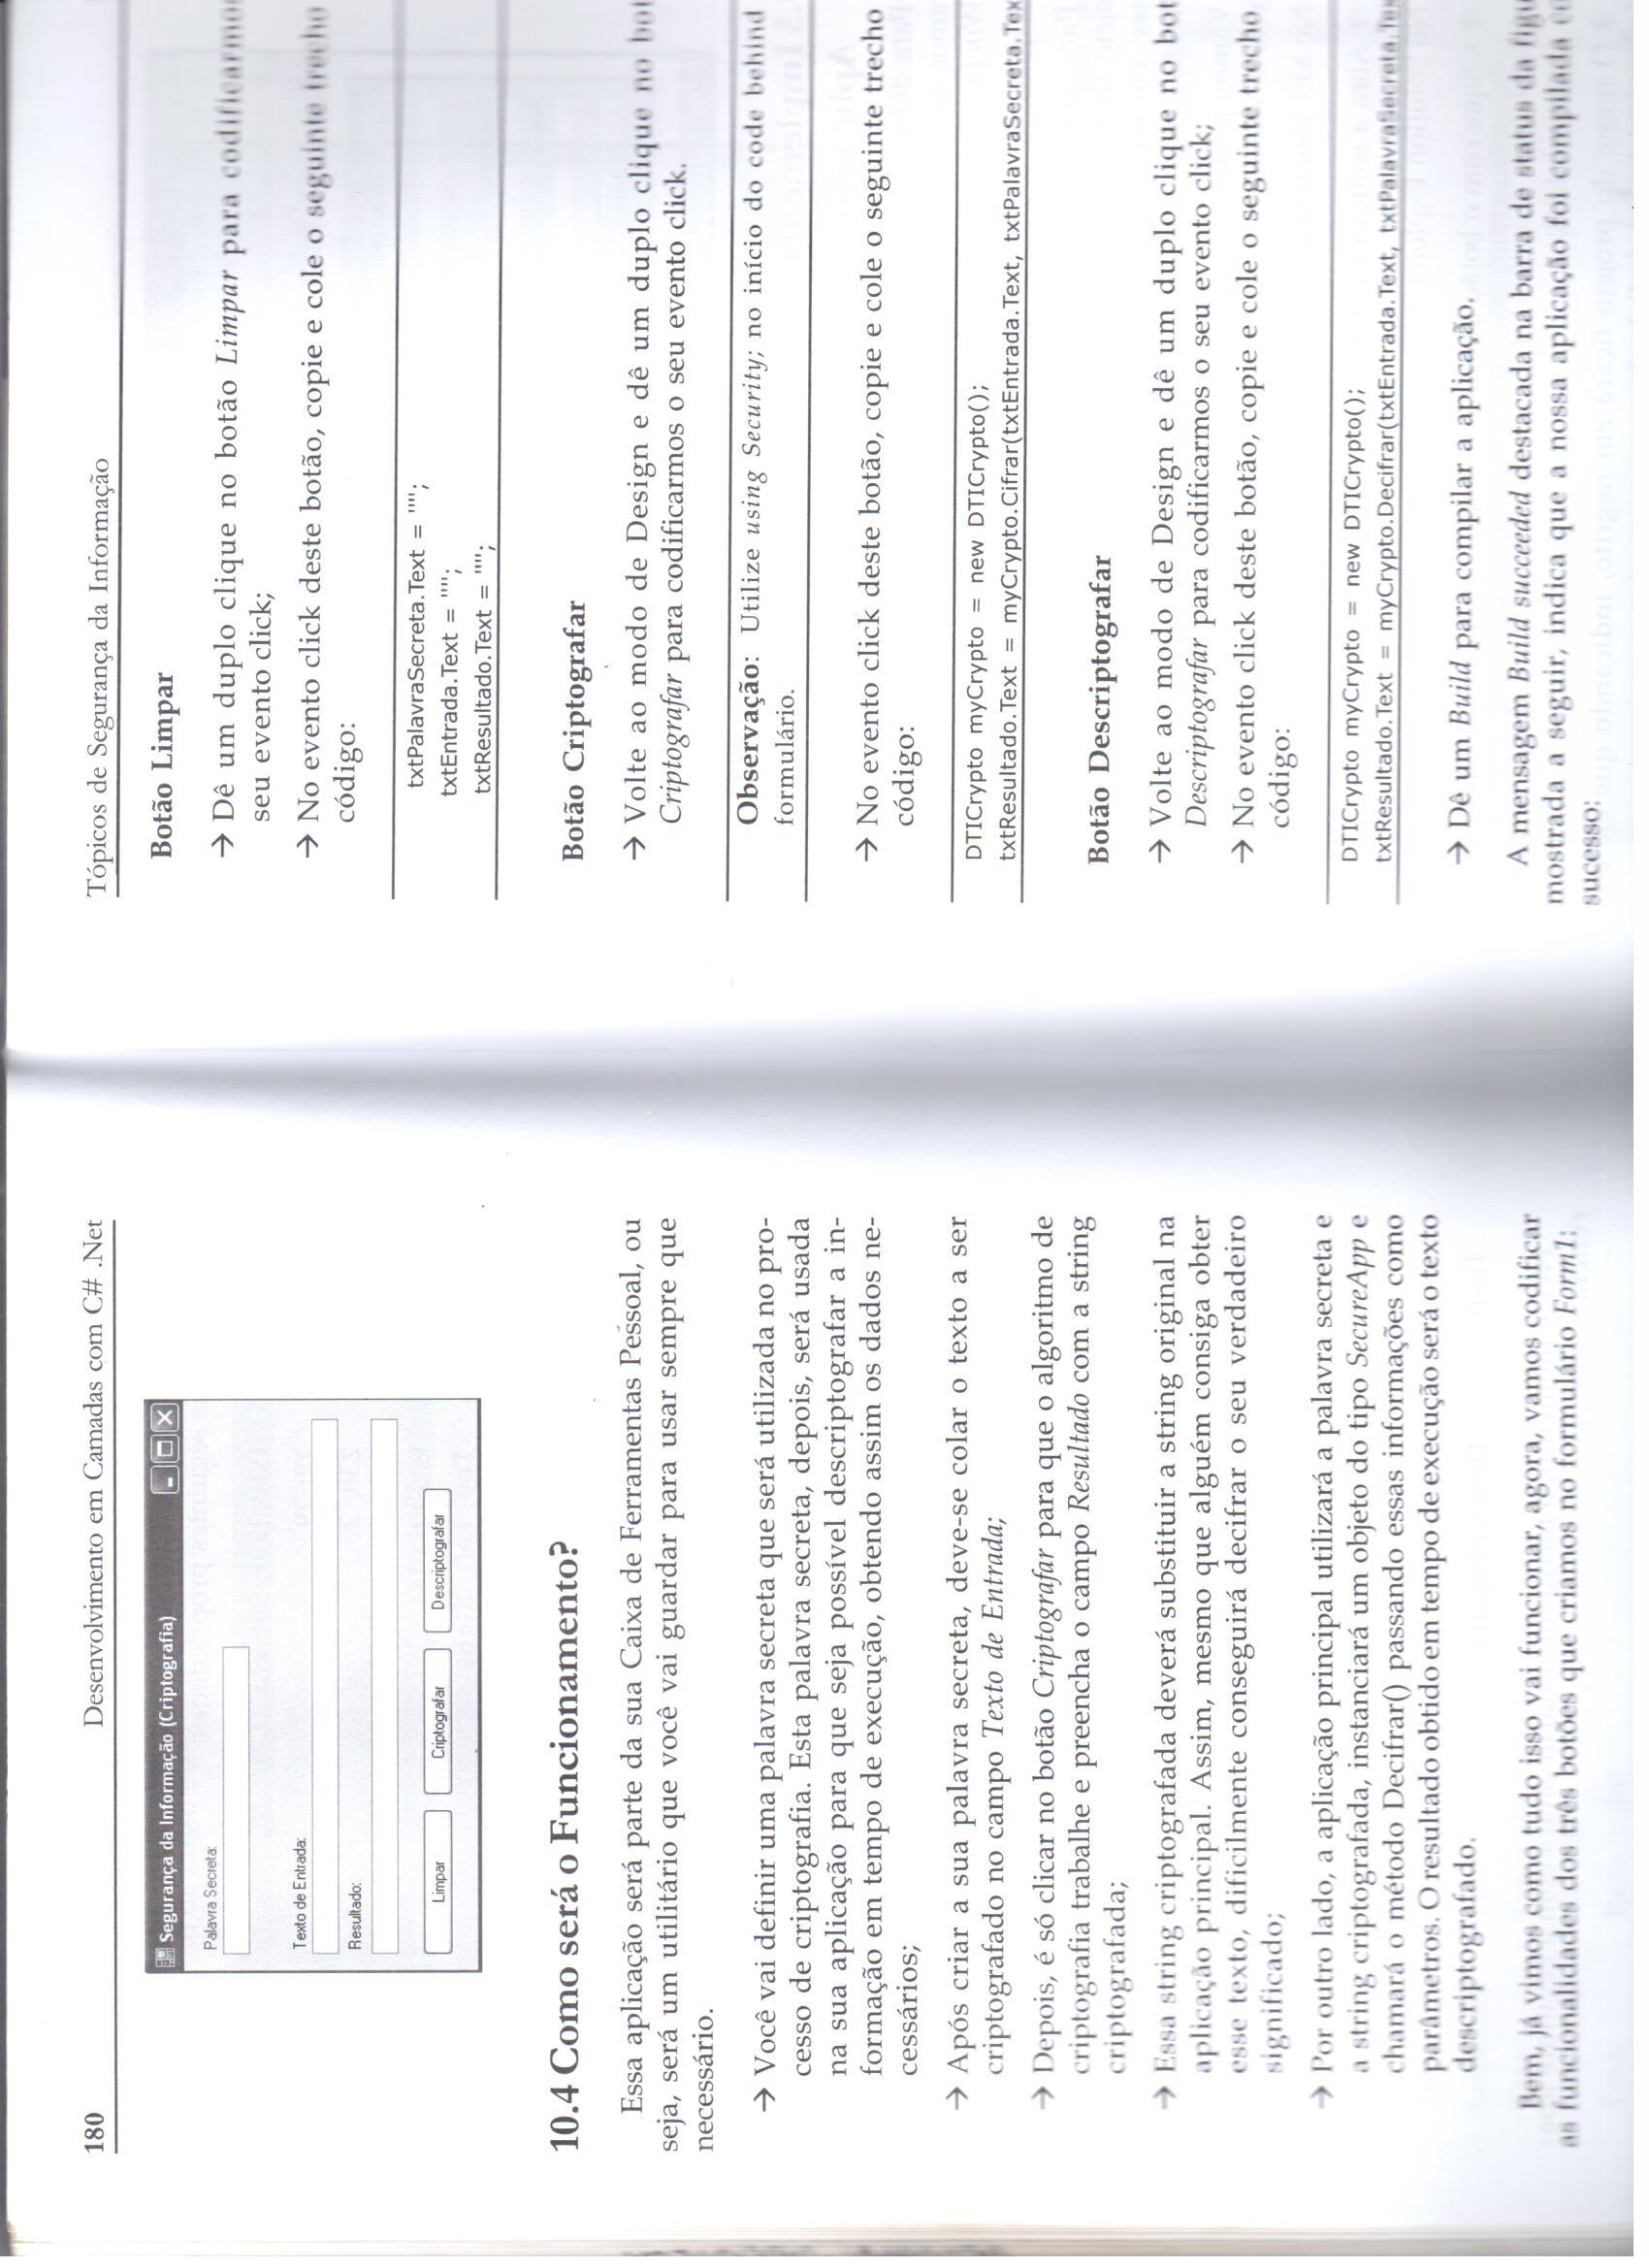 180
Desenvolvimento em Camadas com C# .Net
Segurança da Informação (Criptografia)
Palavra Secreta:
Texto de Entrada:
Resultado:
Limpar
Criptografar
Descriptografar
10.4 Como será o Funcionamento?
Essa aplicação será parte da sua Caixa de Ferramentas Pessoal, ou
seja, será um utilitário que você vai guardar para usar sempre que
necessário.
→ Você vai definir uma palavra secreta que será utilizada no pro-
cesso de criptografia. Esta palavra secreta, depois, será usada
na sua aplicação para que seja possível descriptografar a in-
formação em tempo de execução, obtendo assim os dados ne-
cessários;
→ Após criar a sua palavra secreta, deve-se colar o texto a ser
criptografado no campo Texto de Entrada;
→ Depois, é só clicar no botão Criptografar para que o algoritmo de
criptografia trabalhe e preencha o campo Resultado com a string
criptografada;
→ Essa string criptografada deverá substituir a string original na
aplicação principal. Assim, mesmo que alguém consiga obter
esse texto, dificilmente conseguirá decifrar o seu verdadeiro
significado;
→ Por outro lado, a aplicação principal utilizará a palavra secreta e
a string criptografada, instanciará um objeto do tipo SecureApp e
chamará o método Decifrar() passando essas informações como
parâmetros. O resultado obtido em tempo de execução será o texto
descriptografado.
Bem, já vimos como tudo isso vai funcionar, agora, vamos codificar
as funcionalidades dos três botões que criamos no formulário Form1:
Tópicos de Segurança da Informação
Botão Limpar
→ Dê um duplo clique no botão Limpar para codificarmos
seu evento click;
→ No evento click deste botão, copie e cole o seguinte trecho
código:
txtPalavraSecreta.Text = "";
txtEntrada.Text = "";
txtResultado.Text = "";
Botão Criptografar
→ Volte ao modo de Design e dê um duplo clique no bot
Criptografar para codificarmos o seu evento click.
Observação: Utilize using Security; no início do code behind
formulário.
→ No evento click deste botão, copie e cole o seguinte trecho
código:
DTICrypto myCrypto = new DTICrypto();
txtResultado.Text = myCrypto.Cifrar(txtEntrada.Text, txtPalavraSecreta.Tex
Botão Descriptografar
→ Volte ao modo de Design e dê um duplo clique no bot
Descriptografar para codificarmos o seu evento click;
→ No evento click deste botão, copie e cole o seguinte trecho
código:
DTICrypto myCrypto = new DTICrypto();
txtResultado.Text = myCrypto.Decifrar(txtEntrada.Text, txtPalavraSecreta.Tex
→ Dê um Build para compilar a aplicação.
A mensagem Build succeeded destacada na barra de status da figu
mostrada a seguir, indica que a nossa aplicação foi compilada co
sucesso: